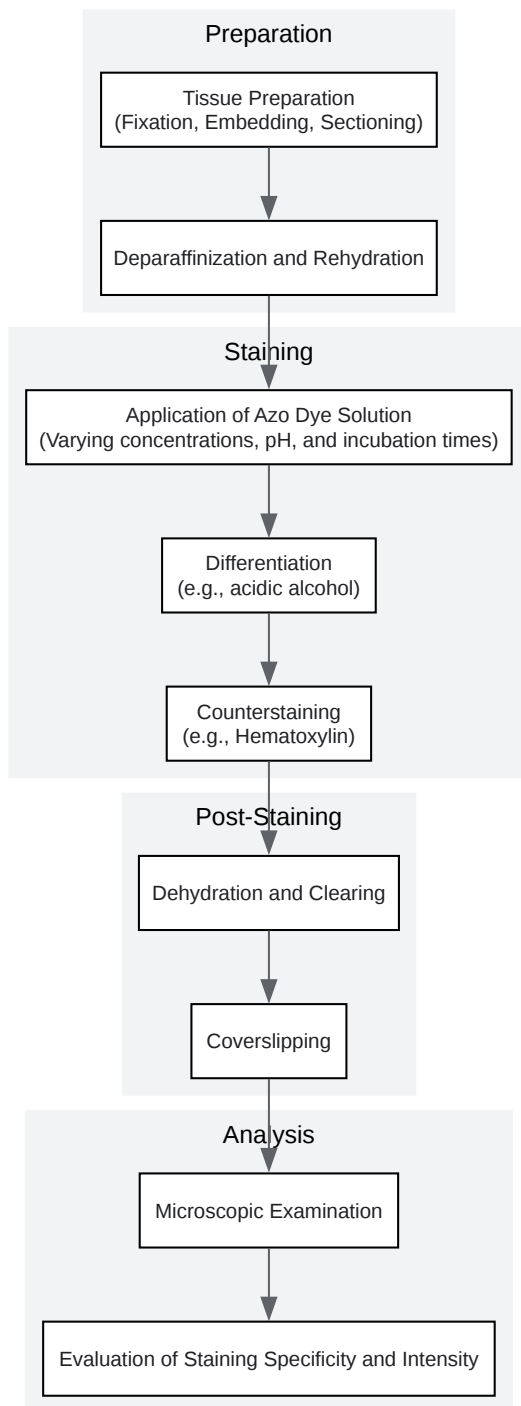 Preparation
Tissue Preparation
(Fixation, Embedding, Sectioning)
Deparaffinization and Rehydration
Staining
Application of Azo Dye Solution
(Varying concentrations, pH, and incubation times)
Differentiation
(e.g., acidic alcohol)
Counterstaining
(e.g., Hematoxylin)
Post-Staining
Dehydration and Clearing
Coverslipping
Analysis
Microscopic Examination
Evaluation of Staining Specificity and Intensity